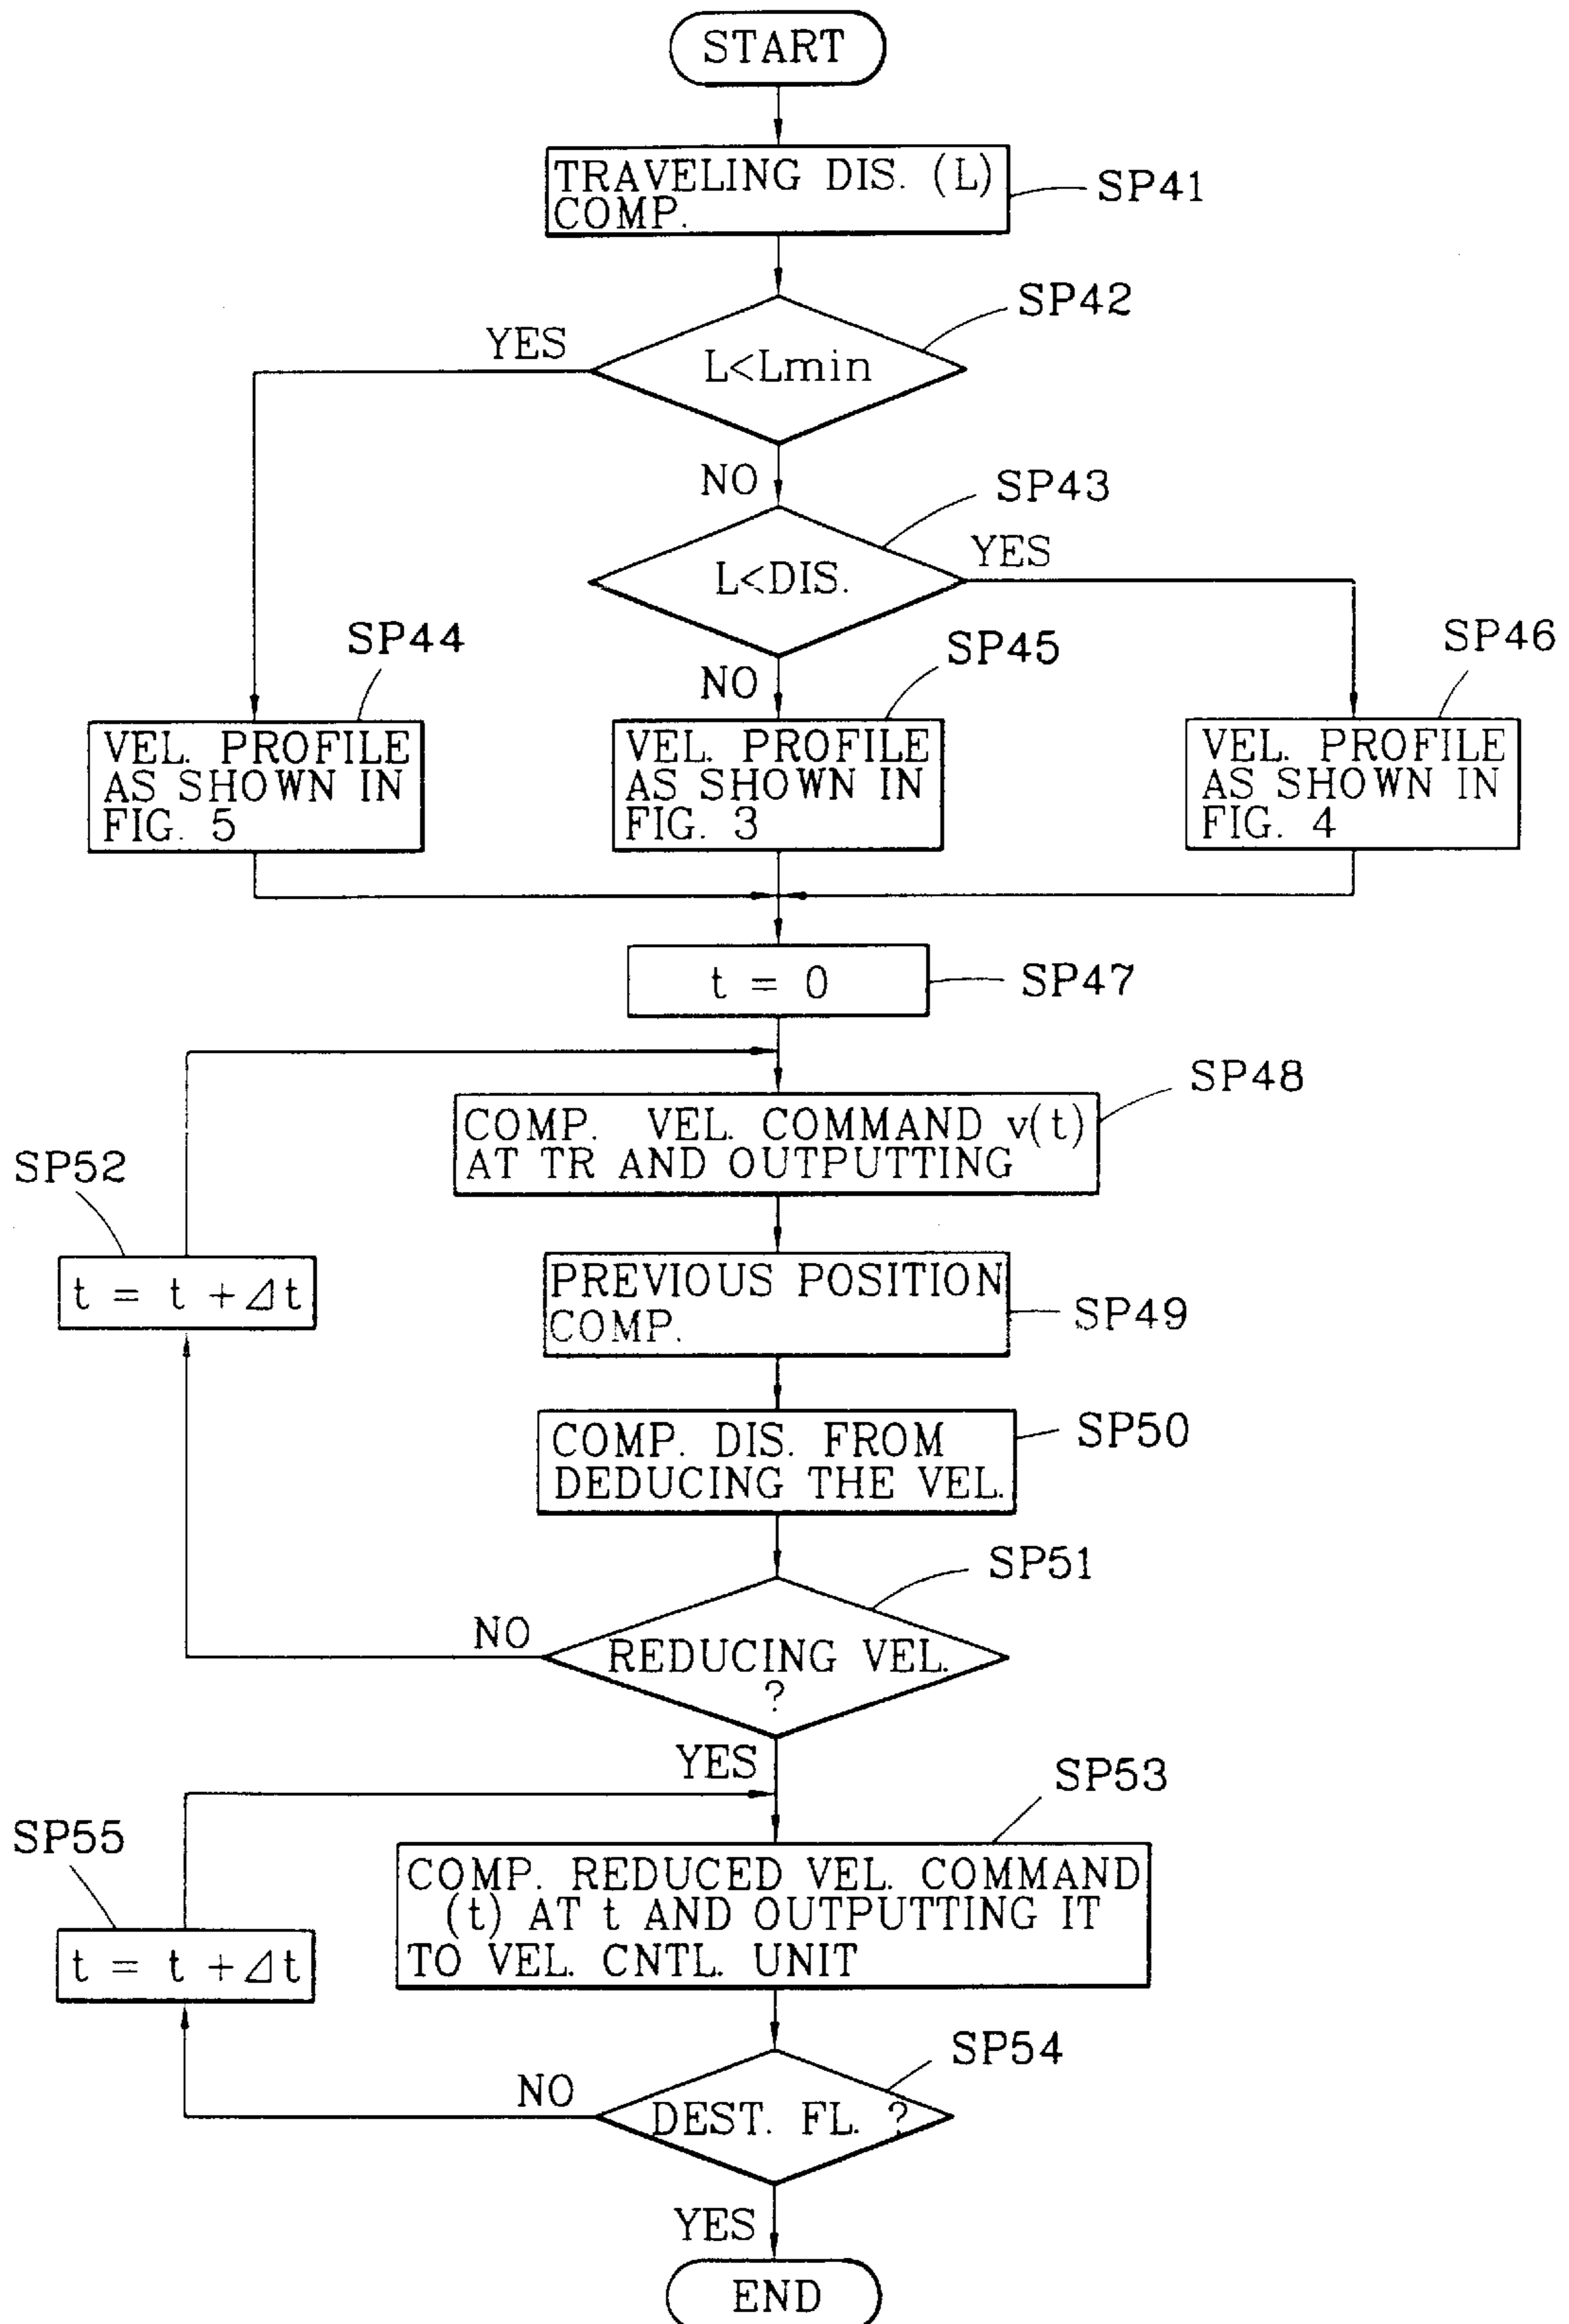 START
TRAVELING DIS. (L)
COMP.
SP41
SP42
YES
L<Lmin
NO
SP43
YES
L<DIS.
SP44
SP45
SP46
NO
VEL. PROFILE
AS SHOWN IN
FIG. 5
VEL. PROFILE
AS SHOWN IN
FIG. 3
VEL. PROFILE
AS SHOWN IN
FIG. 4
t = 0
SP47
SP48
COMP. VEL. COMMAND v(t)
AT TR AND OUTPUTTING
SP52
t = t +⊿t
PREVIOUS POSITION
COMP.
SP49
COMP. DIS. FROM
DEDUCING THE VEL.
SP50
SP51
NO
REDUCING VEL.
?
YES
SP53
SP55
COMP. REDUCED VEL. COMMAND
(t) AT t AND OUTPUTTING IT
TO VEL. CNTL. UNIT
t = t +⊿t
SP54
NO
DEST. FL. ?
YES
END